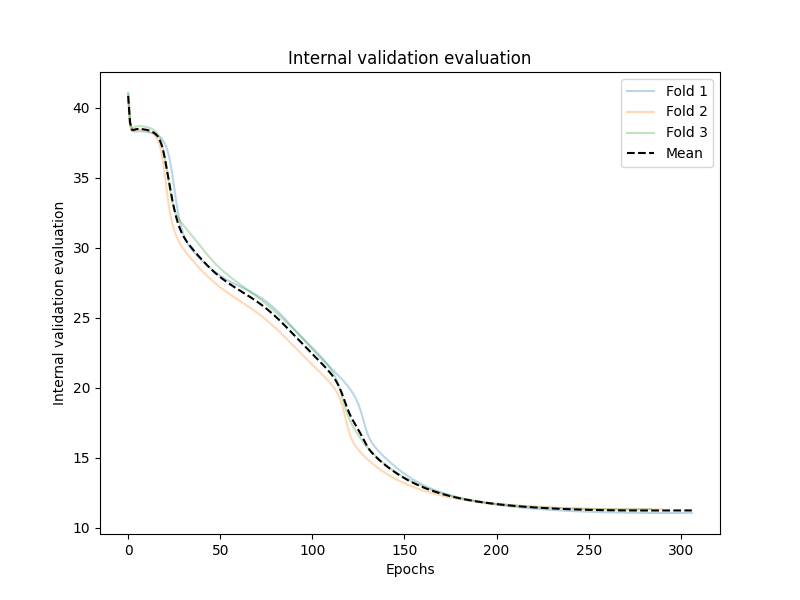 Internal validation evaluation
Fold 1
Fold 2
Fold 3
Mean
Internal validation evaluation
40
35
30
25
20
15
10
0 50 100 150 200 250 300
Epochs